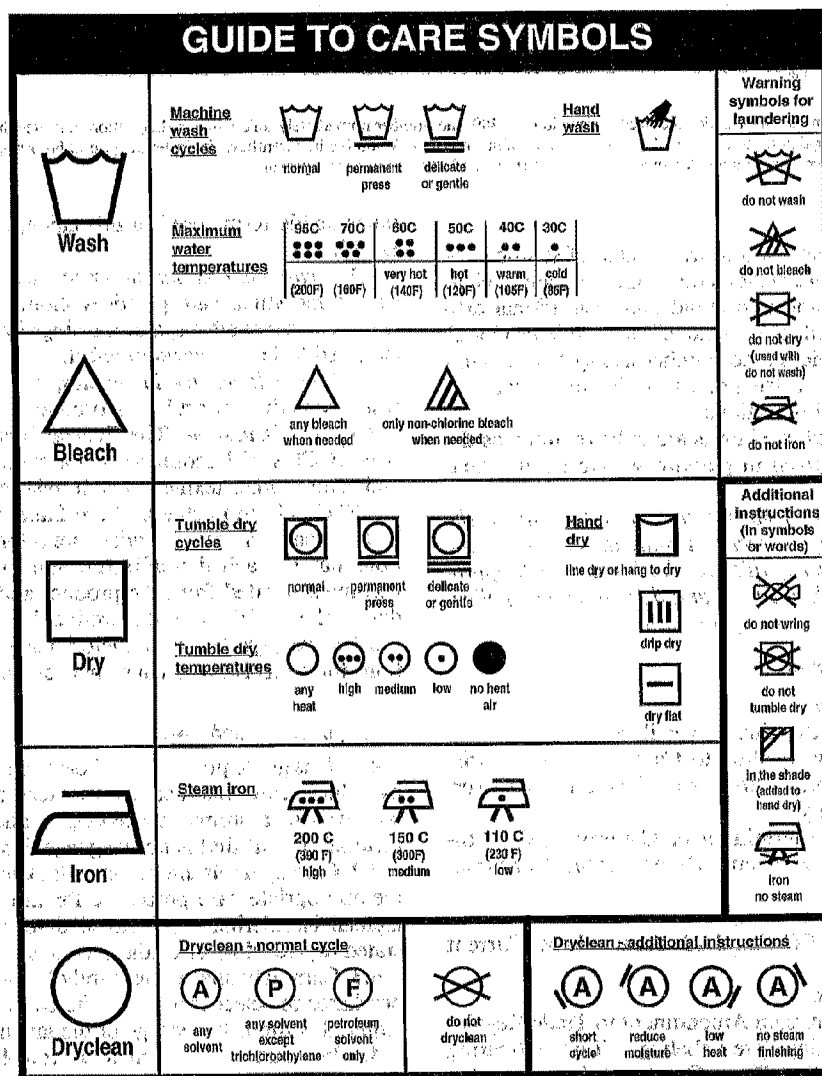 GUIDE TO CARE SYMBOLS
Wash
Machine
wash
cycles
normal
permanent
press
delicate
or gentle
Hand
wash
Maximum
water
temperatures
95C 70C 60C 50C 40C 30C
very hot hot warm cold
(200F) (160F) (140F) (120F) (105F) (85F)
Warning
symbols for
laundering
do not wash
do not bleach
do not dry
(used with
do not wash)
do not iron
Bleach
any bleach
when needed
only non-chlorine bleach
when needed
Dry
Tumble dry
cycles
normal
permanent
press
delicate
or gentle
Hand
dry
line dry or hang to dry
drip dry
dry flat
Tumble dry
temperatures
any
heat
high
medium
low
no heat
air
Additional
instructions
(in symbols
or words)
do not wring
do not
tumble dry
in the shade
(added to
hand dry)
iron
no steam
Iron
Steam iron
200 C
(390 F)
high
150 C
(300F)
medium
110 C
(230 F)
low
Dryclean
Dryclean - normal cycle
A
any
solvent
P
any solvent
except
trichloroethylene
F
petroleum
solvent
only
do not
dryclean
Dryclean - additional instructions
A A A A
short
cycle
reduce
moisture
low
heat
no steam
finishing